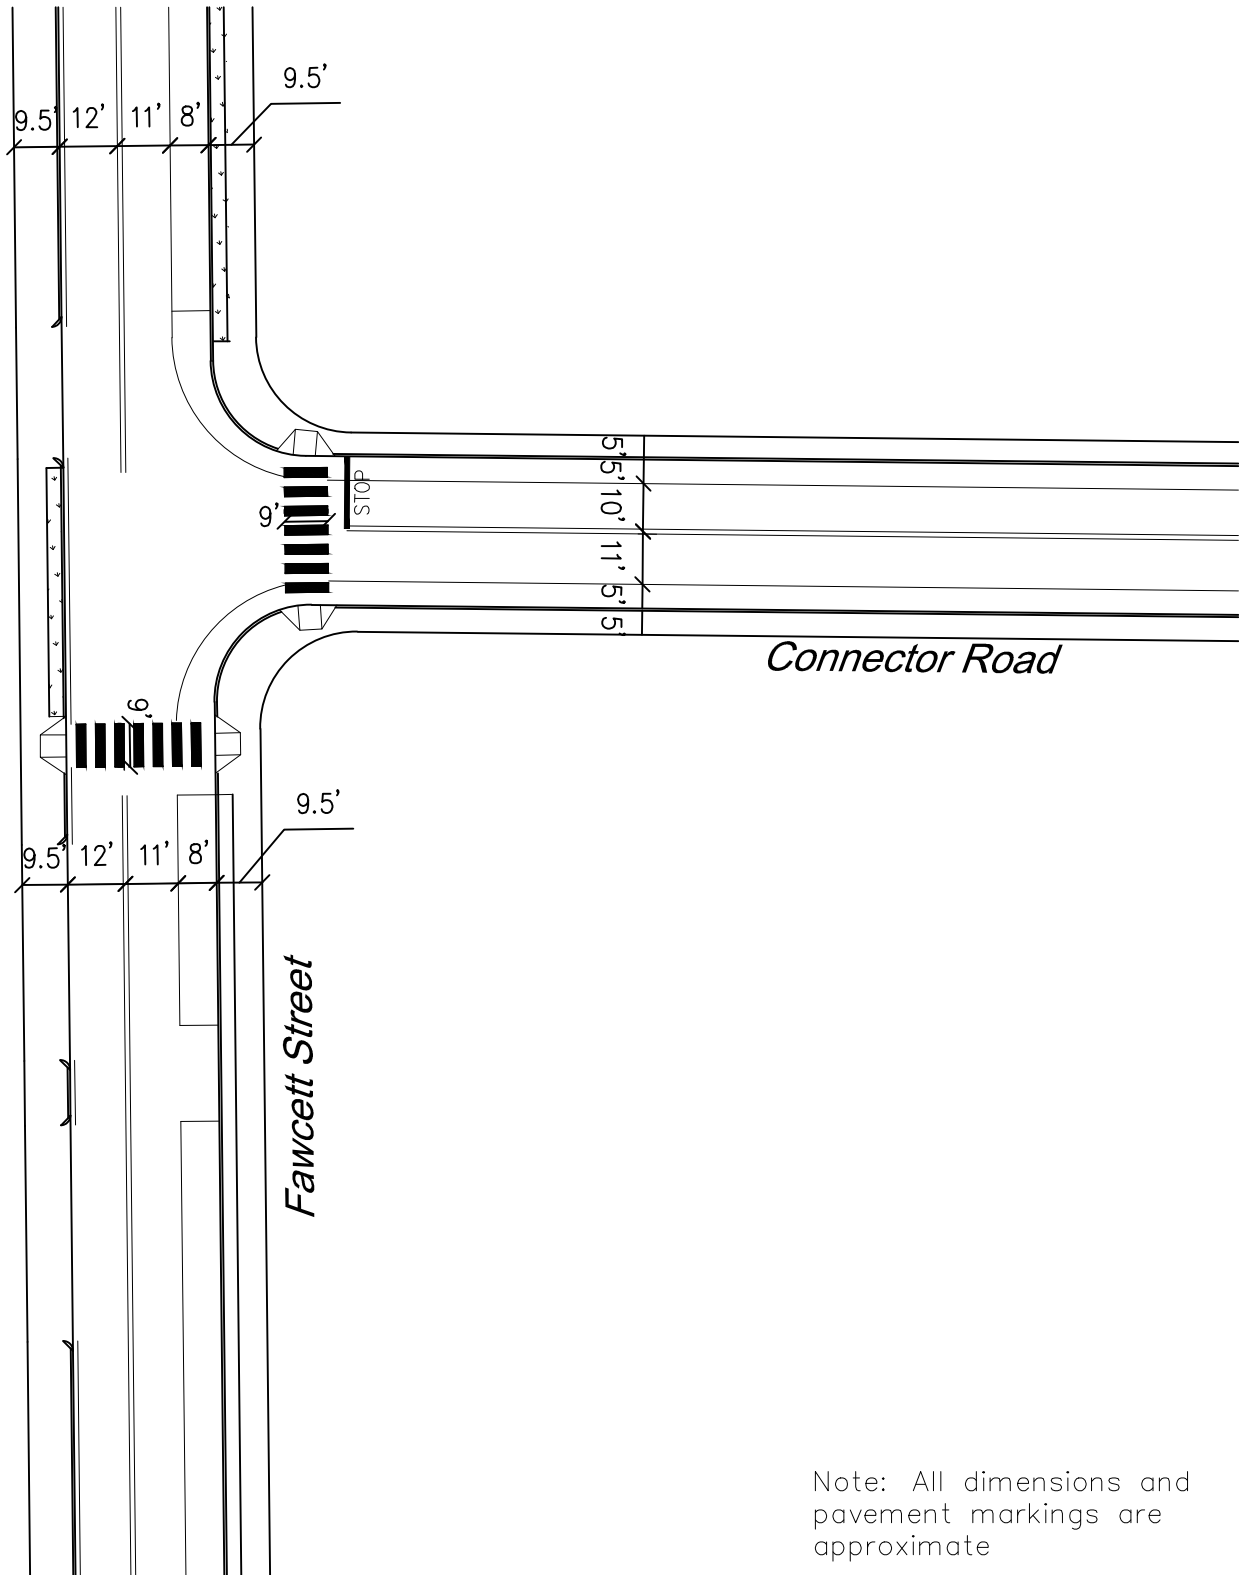 9.5'
9.5' 12' 11' 8'
5'
5'
10'
11'
5'
5'
STOP
9'
Connector Road
9'
9.5'
9.5' 12' 11' 8'
Fawcett Street
Note: All dimensions and
pavement markings are
approximate